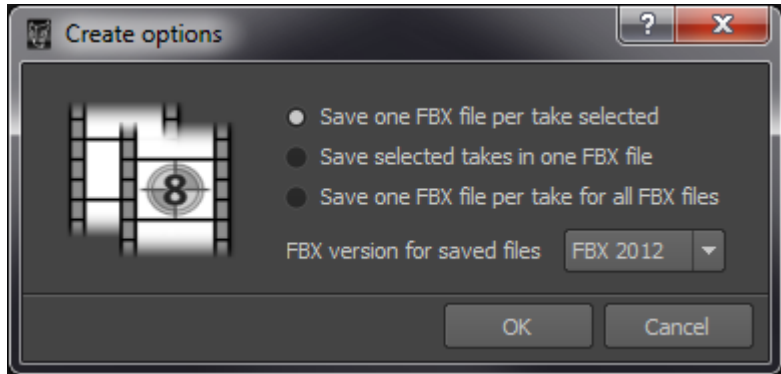 Create options
?
X
8
Save one FBX file per take selected
Save selected takes in one FBX file
Save one FBX file per take for all FBX files
FBX version for saved files FBX 2012
OK Cancel